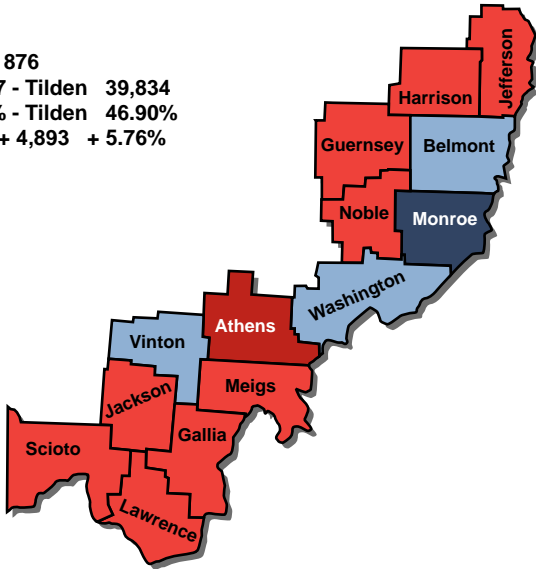 876
7 - Tilden 39,834
% - Tilden 46.90%
+ 4,893 + 5.76%
Jefferson
Harrison
Guernsey
Belmont
Noble
Monroe
Washington
Athens
Vinton
Meigs
Jackson
Gallia
Scioto
Lawrence